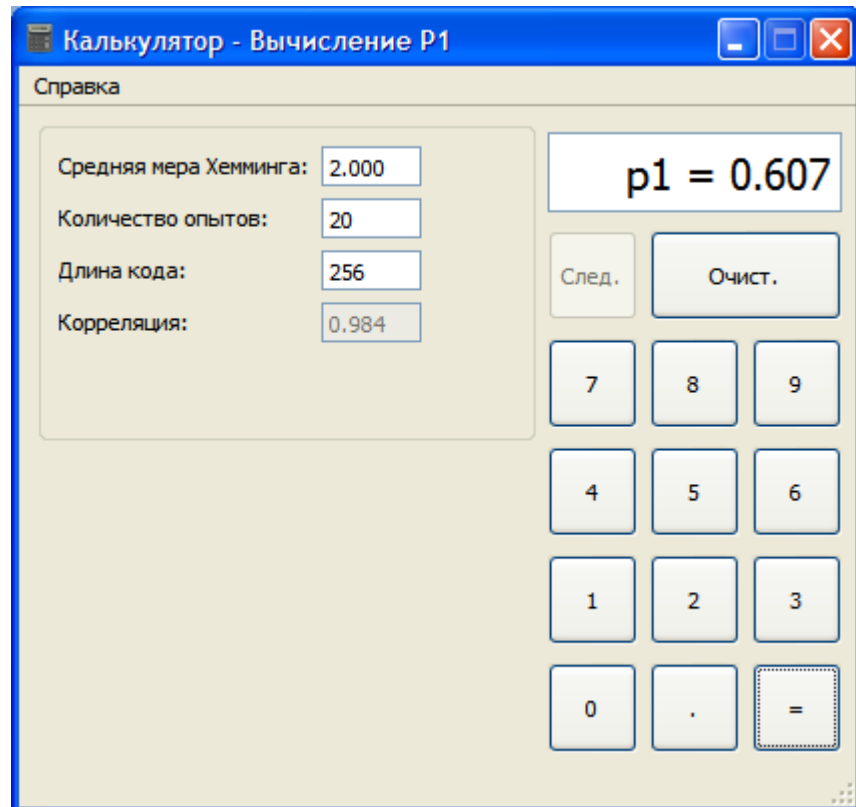 Калькулятор - Вычисление P1
Справка
Средняя мера Хемминга: 2.000
Количество опытов: 20
Длина кода: 256
Корреляция: 0.984
p1 = 0.607
След. Очист.
7 8 9
4 5 6
1 2 3
0 . =